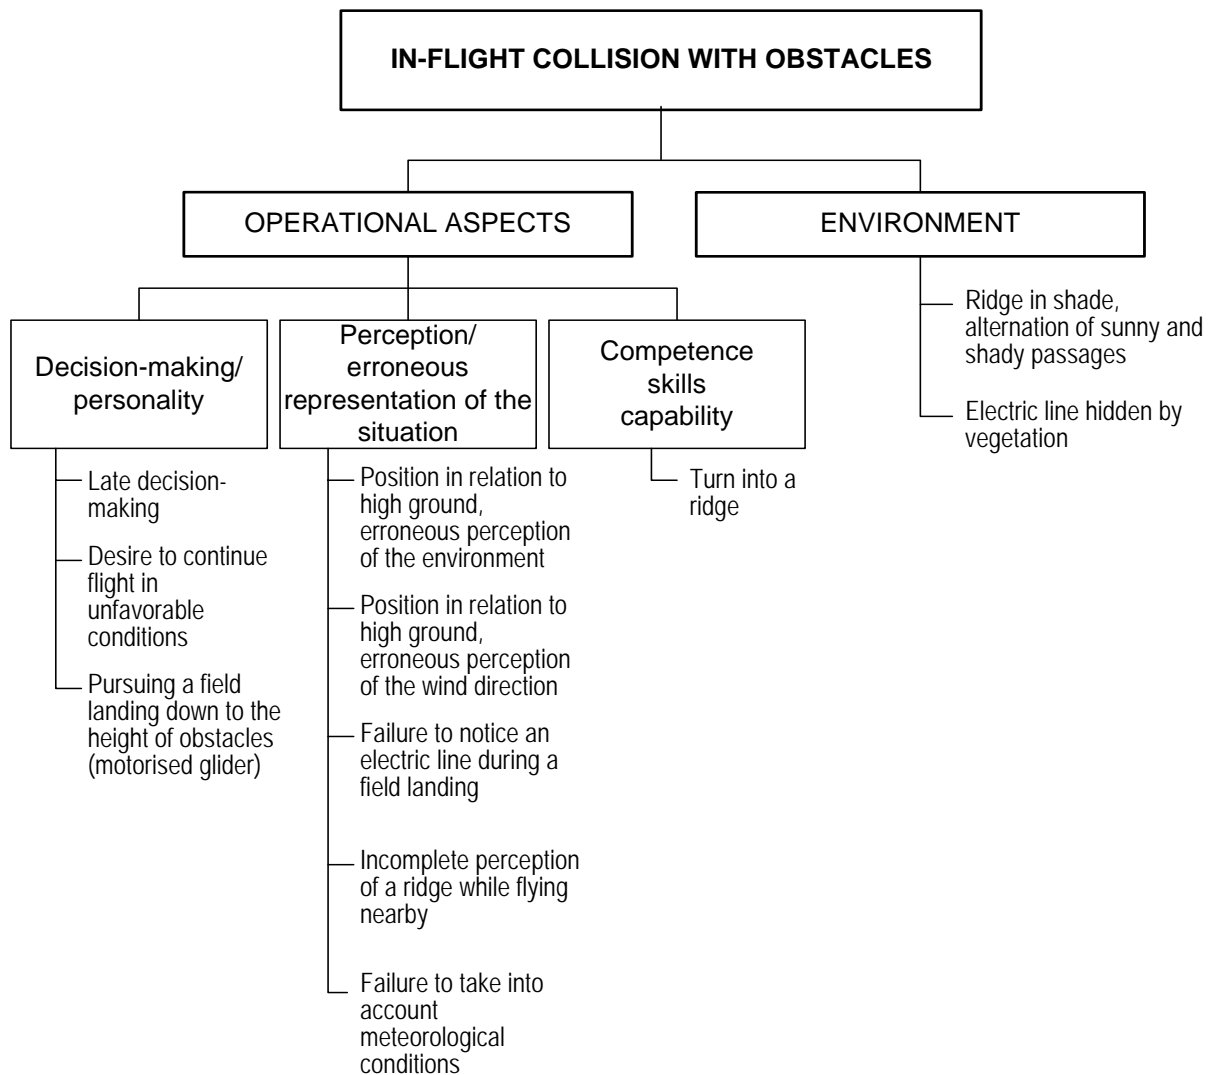 IN-FLIGHT COLLISION WITH OBSTACLES
OPERATIONAL ASPECTS
ENVIRONMENT
Decision-making/
personality
Late decision-
making
Desire to continue
flight in
unfavorable
conditions
Pursuing a field
landing down to the
height of obstacles
(motorised glider)
Perception/
erroneous
representation of the
situation
Position in relation to
high ground,
erroneous perception
of the environment
Position in relation to
high ground,
erroneous perception
of the wind direction
Failure to notice an
electric line during a
field landing
Incomplete perception
of a ridge while flying
nearby
Failure to take into
account
meteorological
conditions
Competence
skills
capability
Turn into a
ridge
Ridge in shade,
alternation of sunny and
shady passages
Electric line hidden by
vegetation